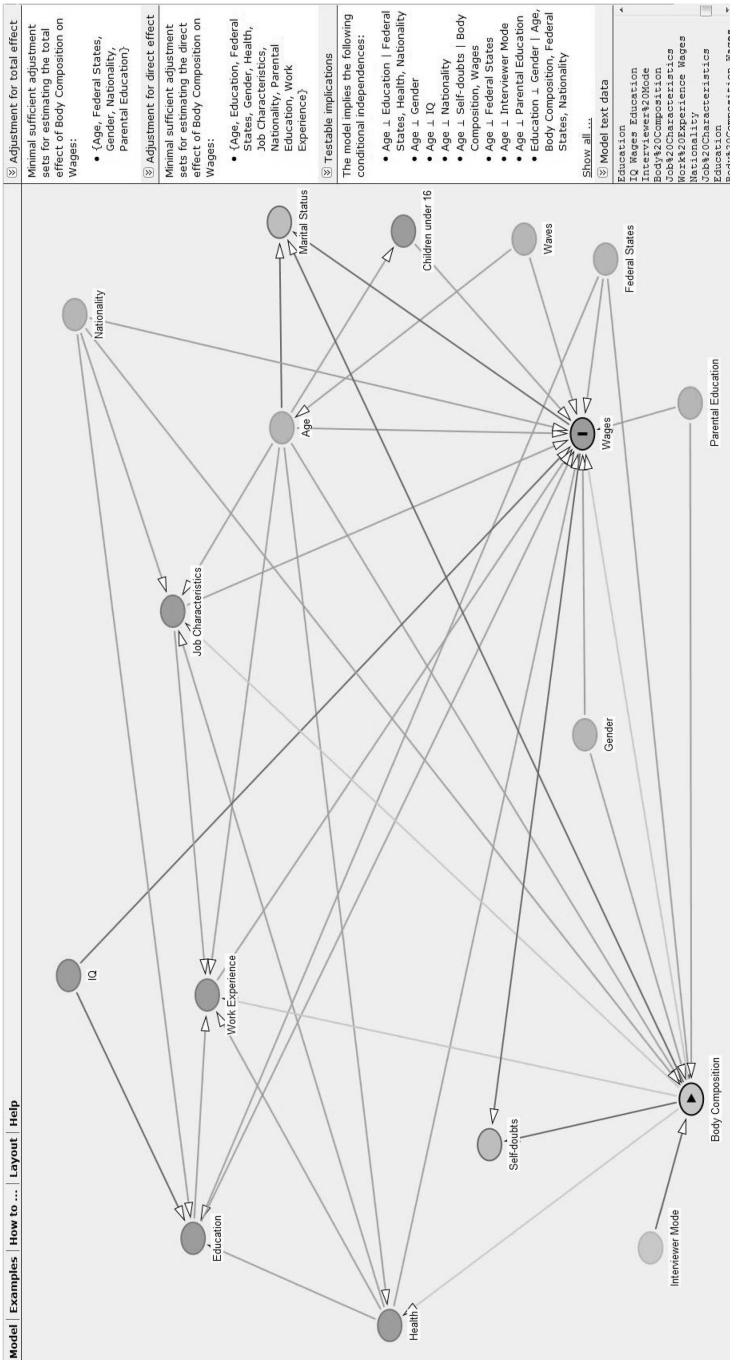 Model | Examples | How to ... | Layout | Help
IQ
Nationality
Education
Work Experience
Job Characteristics
Age
Marital Status
Health
Children under 16
Self-doubts
Waves
Gender
Wages
Federal States
Interviewer Mode
Body Composition
Parental Education
Adjustment for total effect
Minimal sufficient adjustment
sets for estimating the total
effect of Body Composition on
Wages:
• {Age, Federal States,
Gender, Nationality,
Parental Education}
Adjustment for direct effect
Minimal sufficient adjustment
sets for estimating the direct
effect of Body Composition on
Wages:
• {Age, Education, Federal
States, Gender, Health,
Job Characteristics,
Nationality, Parental
Education, Work
Experience}
Testable implications
The model implies the following
conditional independences:
• Age ⊥ Education | Federal
States, Health, Nationality
• Age ⊥ Gender
• Age ⊥ IQ
• Age ⊥ Nationality
• Age ⊥ Self-doubts | Body
Composition, Wages
• Age ⊥ Federal States
• Age ⊥ Interviewer Mode
• Age ⊥ Parental Education
• Education ⊥ Gender | Age,
Body Composition, Federal
States, Nationality
Show all ...
Model text data
Education
IQ Wages Education
Interviewer%20Mode
Body%20Composition
Job%20Characteristics
Work%20Experience Wages
Nationality
Job%20Characteristics
Education
Body%20Composition Wages